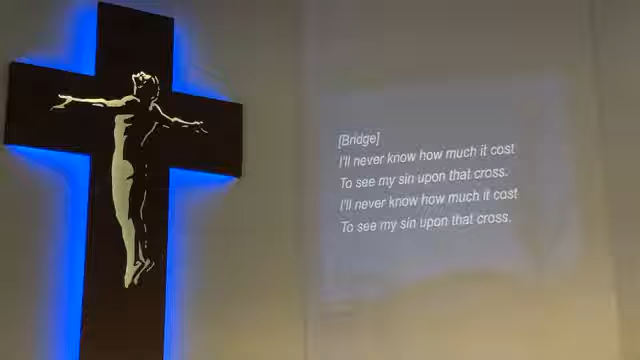 [Bridge]
I'll never know how much it cost
To see my sin upon that cross.
I'll never know how much it cost
To see my sin upon that cross.